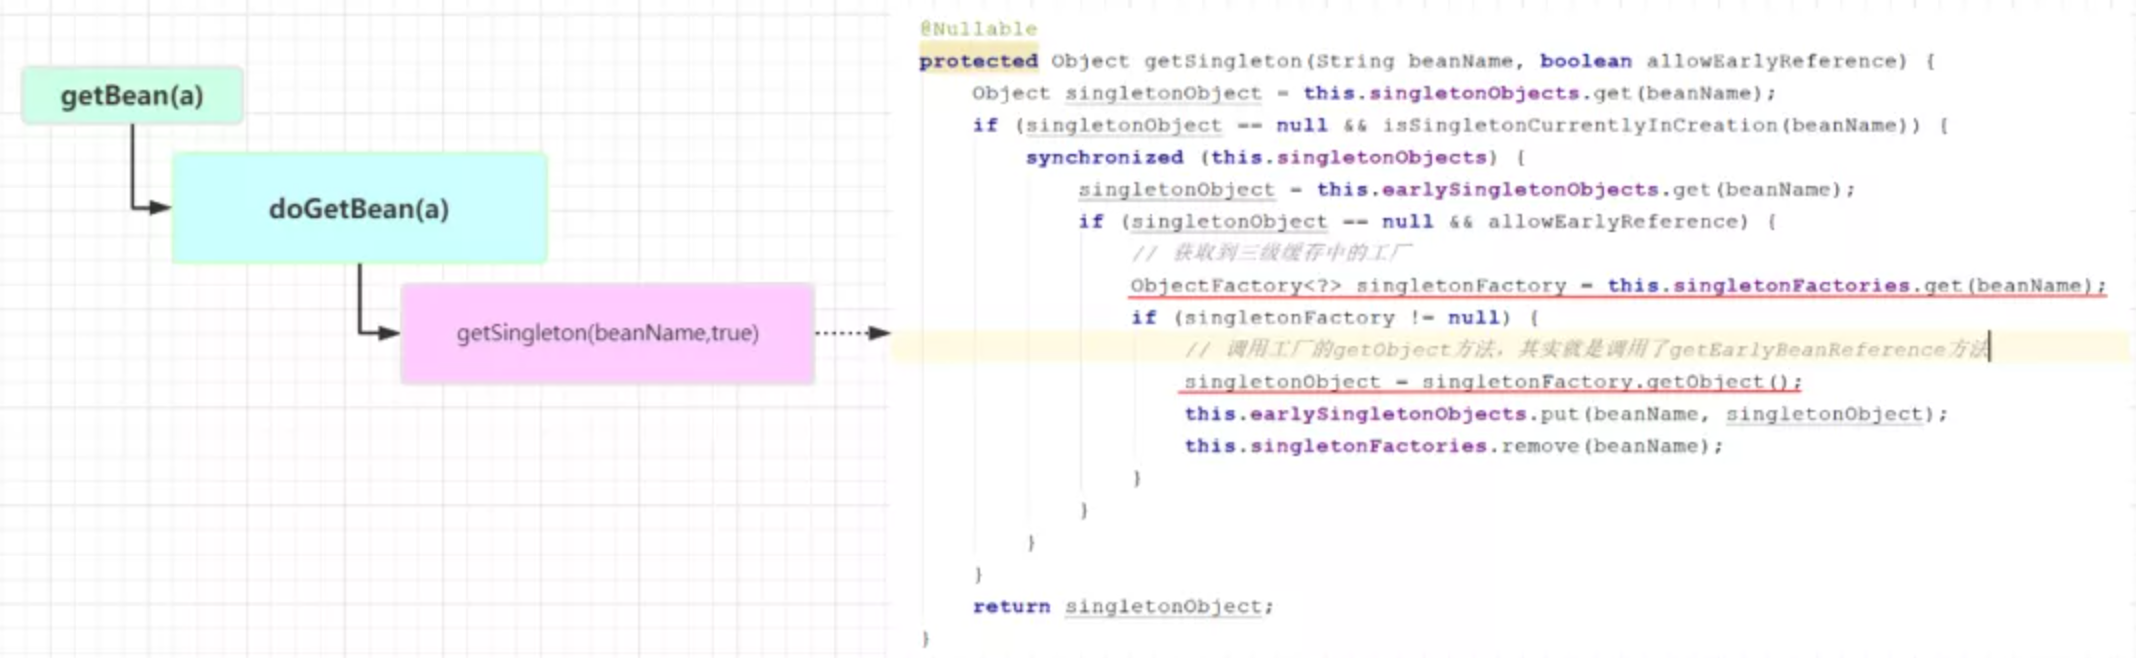 getBean(a)
doGetBean(a)
getSingleton(beanName,true)
@Nullable
protected Object getSingleton(String beanName, boolean allowEarlyReference) {
Object singletonObject = this.singletonObjects.get(beanName);
if (singletonObject == null && isSingletonCurrentlyInCreation(beanName)) {
synchronized (this.singletonObjects) {
singletonObject = this.earlySingletonObjects.get(beanName);
if (singletonObject == null && allowEarlyReference) {
// 获取到三级缓存中的工厂
ObjectFactory<?> singletonFactory = this.singletonFactories.get(beanName);
if (singletonFactory != null) {
// 调用工厂的getObject方法，其实就是调用了getEarlyBeanReference方法
singletonObject = singletonFactory.getObject();
this.earlySingletonObjects.put(beanName, singletonObject);
this.singletonFactories.remove(beanName);
}
}
}
}
return singletonObject;
}